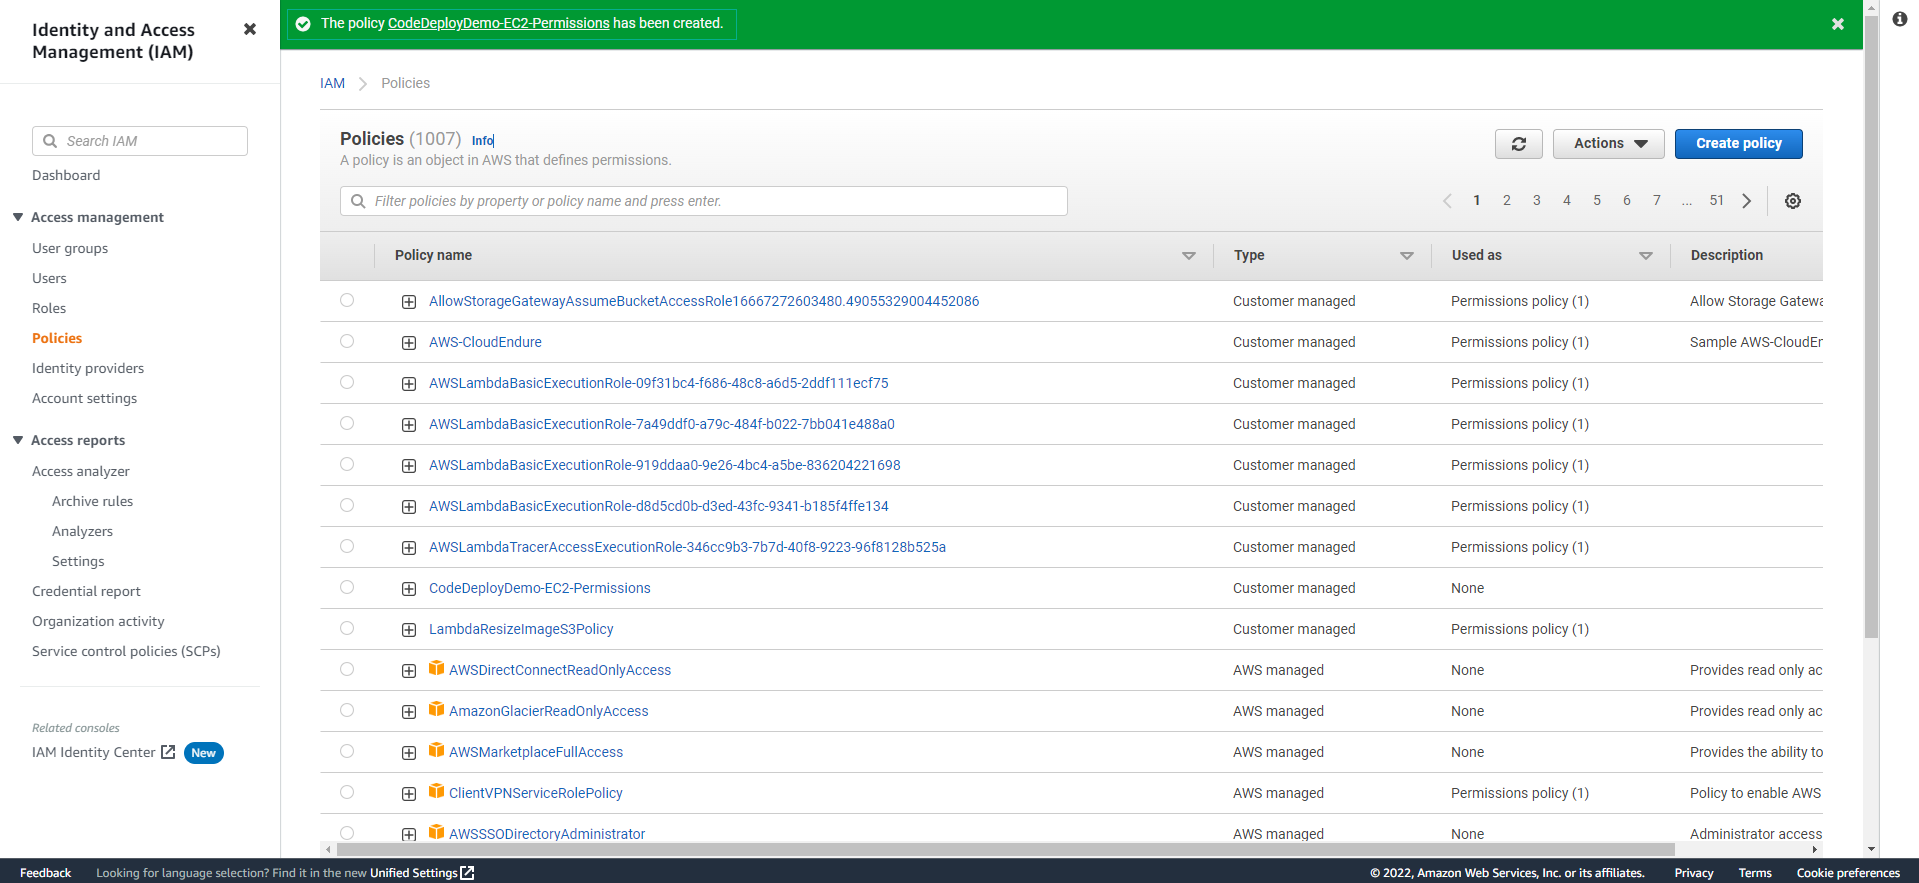 Identity and Access
Management (IAM)
The policy CodeDeployDemo-EC2-Permissions has been created.
Search IAM
Dashboard
Access management
User groups
Users
Roles
Policies
Identity providers
Account settings
Access reports
Access analyzer
Archive rules
Analyzers
Settings
Credential report
Organization activity
Service control policies (SCPs)
Related consoles
IAM Identity Center New
IAM Policies
Policies (1007) Info
A policy is an object in AWS that defines permissions.
Actions Create policy
Filter policies by property or policy name and press enter.
1 2 3 4 5 6 7 ... 51
Policy name Type Used as Description
AllowStorageGatewayAssumeBucketAccessRole16667272603480.49055329004452086 Customer managed Permissions policy (1) Allow Storage Gatewa
AWS-CloudEndure Customer managed Permissions policy (1) Sample AWS-CloudEr
AWSLambdaBasicExecutionRole-09f31bc4-f686-48c8-a6d5-2ddf111ecf75 Customer managed Permissions policy (1)
AWSLambdaBasicExecutionRole-7a49ddf0-a79c-484f-b022-7bb041e488a0 Customer managed Permissions policy (1)
AWSLambdaBasicExecutionRole-919ddaa0-9e26-4bc4-a5be-836204221698 Customer managed Permissions policy (1)
AWSLambdaBasicExecutionRole-d8d5cd0b-d3ed-43fc-9341-b185f4ffe134 Customer managed Permissions policy (1)
AWSLambdaTracerAccessExecutionRole-346cc9b3-7b7d-40f8-9223-96f8128b525a Customer managed Permissions policy (1)
CodeDeployDemo-EC2-Permissions Customer managed None
LambdaResizeImageS3Policy Customer managed Permissions policy (1)
AWSDirectConnectReadOnlyAccess AWS managed None Provides read only ac
AmazonGlacierReadOnlyAccess AWS managed None Provides read only ac
AWSMarketplaceFullAccess AWS managed None Provides the ability to
ClientVPNServiceRolePolicy AWS managed Permissions policy (1) Policy to enable AWS
AWSSSODirectoryAdministrator AWS managed None Administrator access
Feedback Looking for language selection? Find it in the new Unified Settings © 2022, Amazon Web Services, Inc. or its affiliates. Privacy Terms Cookie preferences